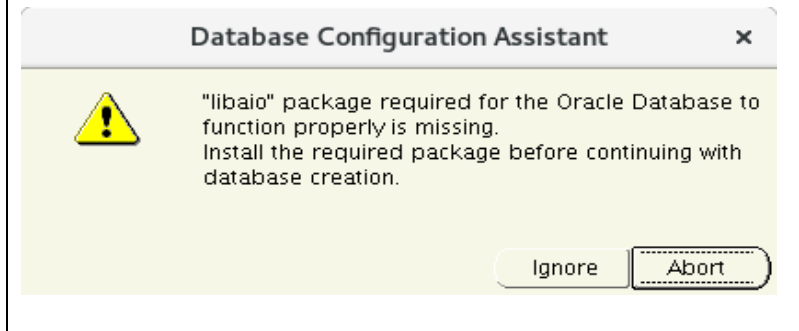 Database Configuration Assistant ×
"libaio" package required for the Oracle Database to
function properly is missing.
Install the required package before continuing with
database creation.
Ignore Abort